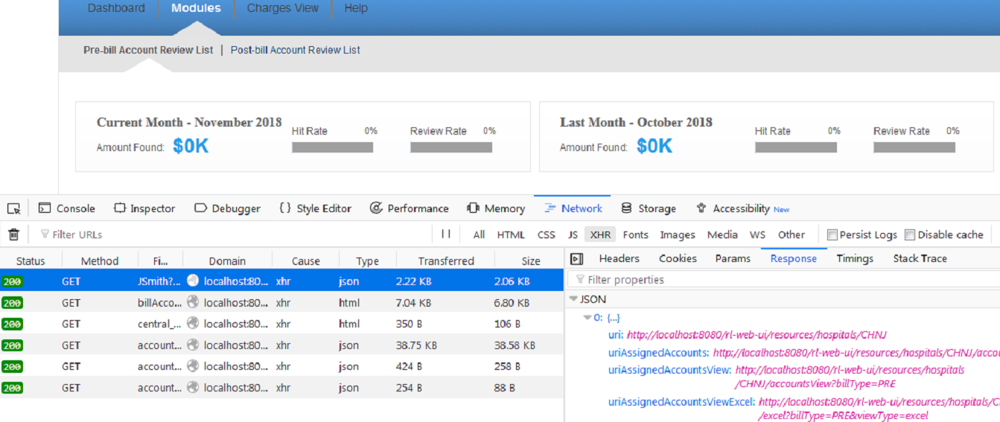 Dashboard Modules Charges View Help
Pre-bill Account Review List | Post-bill Account Review List
Current Month - November 2018 Hit Rate 0% Review Rate 0%
Amount Found: $0K
Last Month - October 2018 Hit Rate 0% Review Rate 0%
Amount Found: $0K
Console Inspector Debugger {} Style Editor Performance Memory Network Storage Accessibility New
Filter URLs || All HTML CSS JS XHR Fonts Images Media WS Other Persist Logs Disable cache
Status Method Fi... Domain Cause Type Transferred Size
200 GET JSmith?... localhost:80... xhr json 2.22 KB 2.06 KB
200 GET billAcco... localhost:80... xhr html 7.04 KB 6.80 KB
200 GET central_... localhost:80... xhr html 350 B 106 B
200 GET account... localhost:80... xhr json 38.75 KB 38.58 KB
200 GET account... localhost:80... xhr json 424 B 258 B
200 GET account... localhost:80... xhr json 254 B 88 B
Headers Cookies Params Response Timings Stack Trace
Filter properties
JSON
0: {...}
uri: http://localhost:8080/rl-web-ui/resources/hospitals/CHNJ
uriAssignedAccounts: http://localhost:8080/rl-web-ui/resources/hospitals/CHNJ/accou
uriAssignedAccountsView: http://localhost:8080/rl-web-ui/resources/hospitals
/CHNJ/accountsView?billType=PRE
uriAssignedAccountsViewExcel: http://localhost:8080/rl-web-ui/resources/hospitals/C
/excel?billType=PRE&viewType=excel